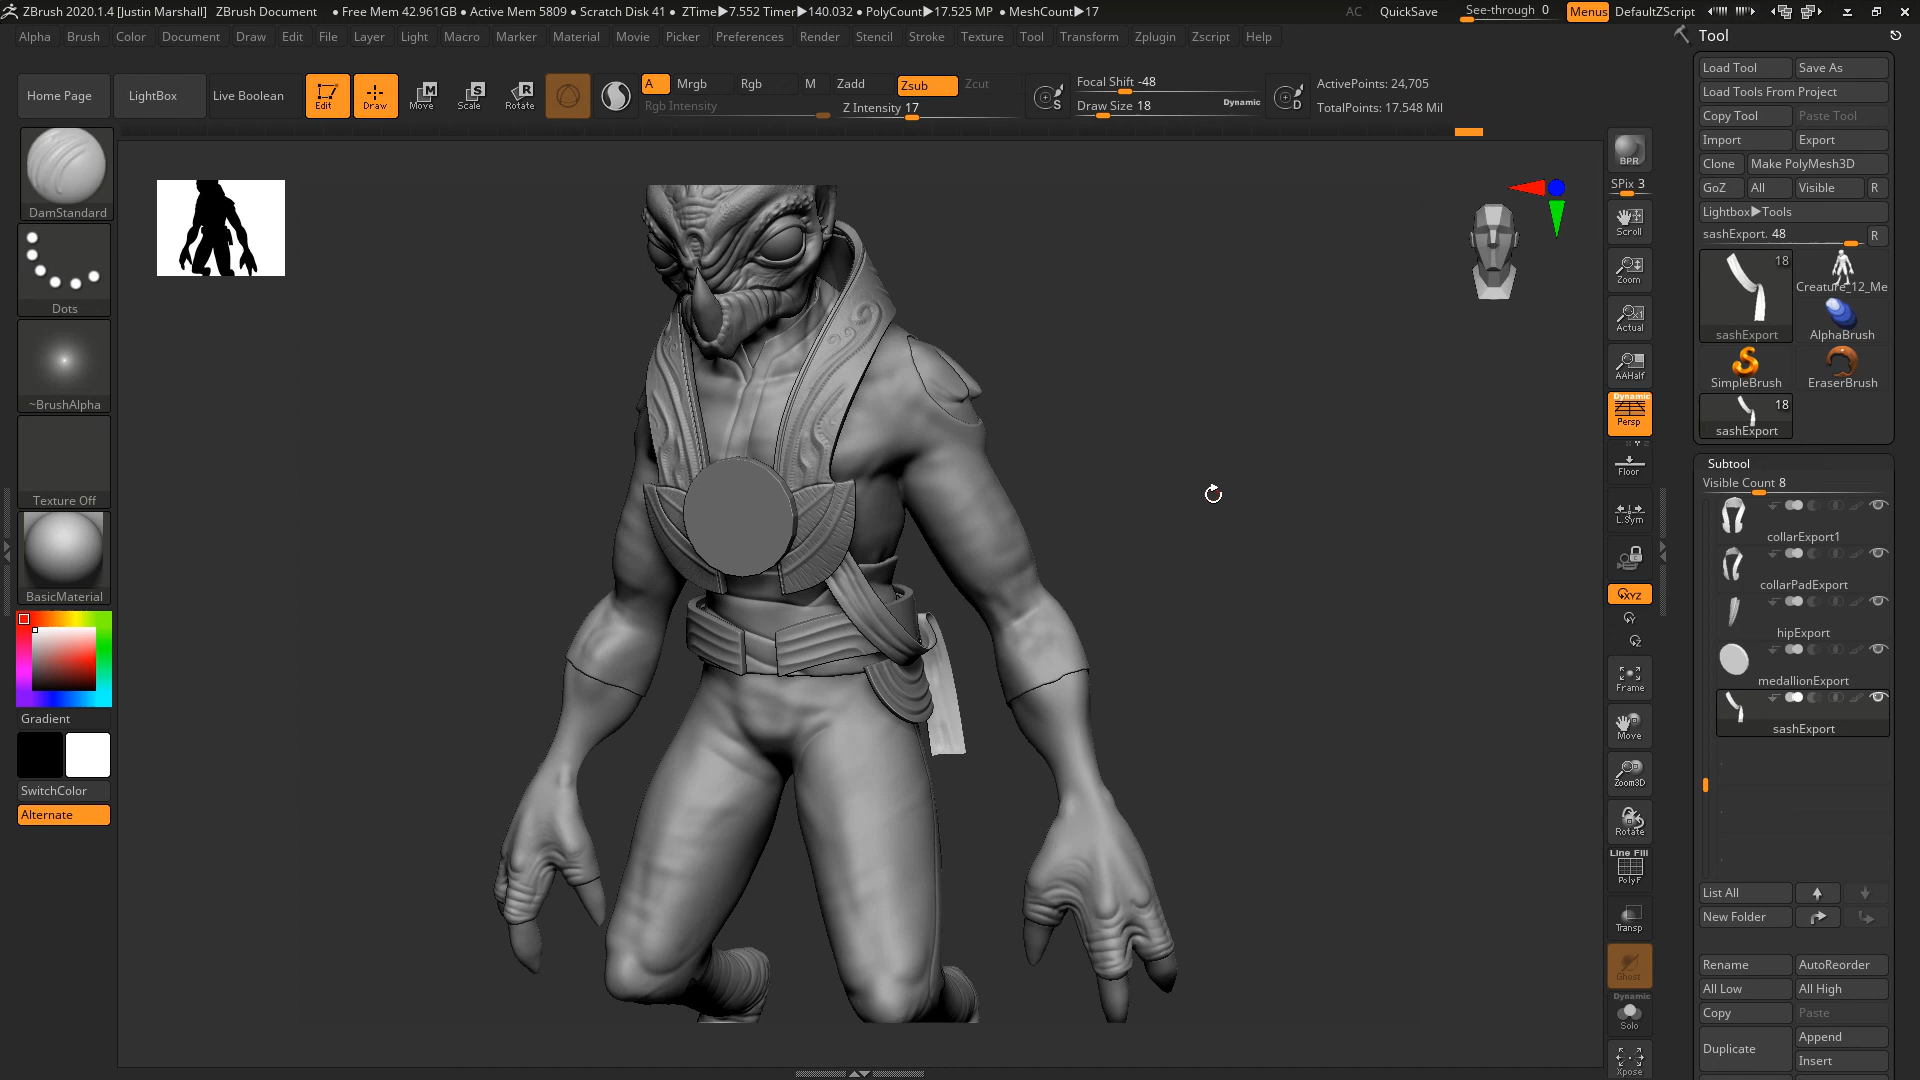 ZBrush 2020.1.4 [Justin Marshall] ZBrush Document ● Free Mem 42.961GB ● Active Mem 5809 ● Scratch Disk 41 ● ZTime▶7.552 Timer▶140.032 ● PolyCount▶17.525 MP ● MeshCount▶17 AC QuickSave See-through 0 Menus DefaultZScript
Alpha Brush Color Document Draw Edit File Layer Light Macro Marker Material Movie Picker Preferences Render Stencil Stroke Texture Tool Transform Zplugin Zscript Help
Home Page LightBox Live Boolean Edit Draw Move Scale Rotate
M S R
A Mrgb Rgb M Zadd Zsub Zcut
Rgb Intensity Z Intensity 17
S Focal Shift -48
Draw Size 18 Dynamic
D ActivePoints: 24,705
TotalPoints: 17.548 Mil
DamStandard
Dots
~BrushAlpha
Texture Off
BasicMaterial
Gradient
SwitchColor
Alternate
BPR
SPix 3
Scroll
Zoom
Actual
AAHalf
Dynamic
Persp
Floor
L.Sym
XYZ
Y
Z
Frame
Move
Zoom3D
Rotate
Line Fill
PolyF
Transp
Ghost
Dynamic
Solo
Xpose
Tool
Load Tool Save As
Load Tools From Project
Copy Tool Paste Tool
Import Export
Clone Make PolyMesh3D
GoZ All Visible R
Lightbox▶Tools
sashExport. 48 R
18
sashExport
Creature_12_Me
AlphaBrush
SimpleBrush EraserBrush
18
sashExport
Subtool
Visible Count 8
collarExport1
collarPadExport
hipExport
medallionExport
sashExport
List All
New Folder
Rename AutoReorder
All Low All High
Copy Paste
Duplicate Append
Insert